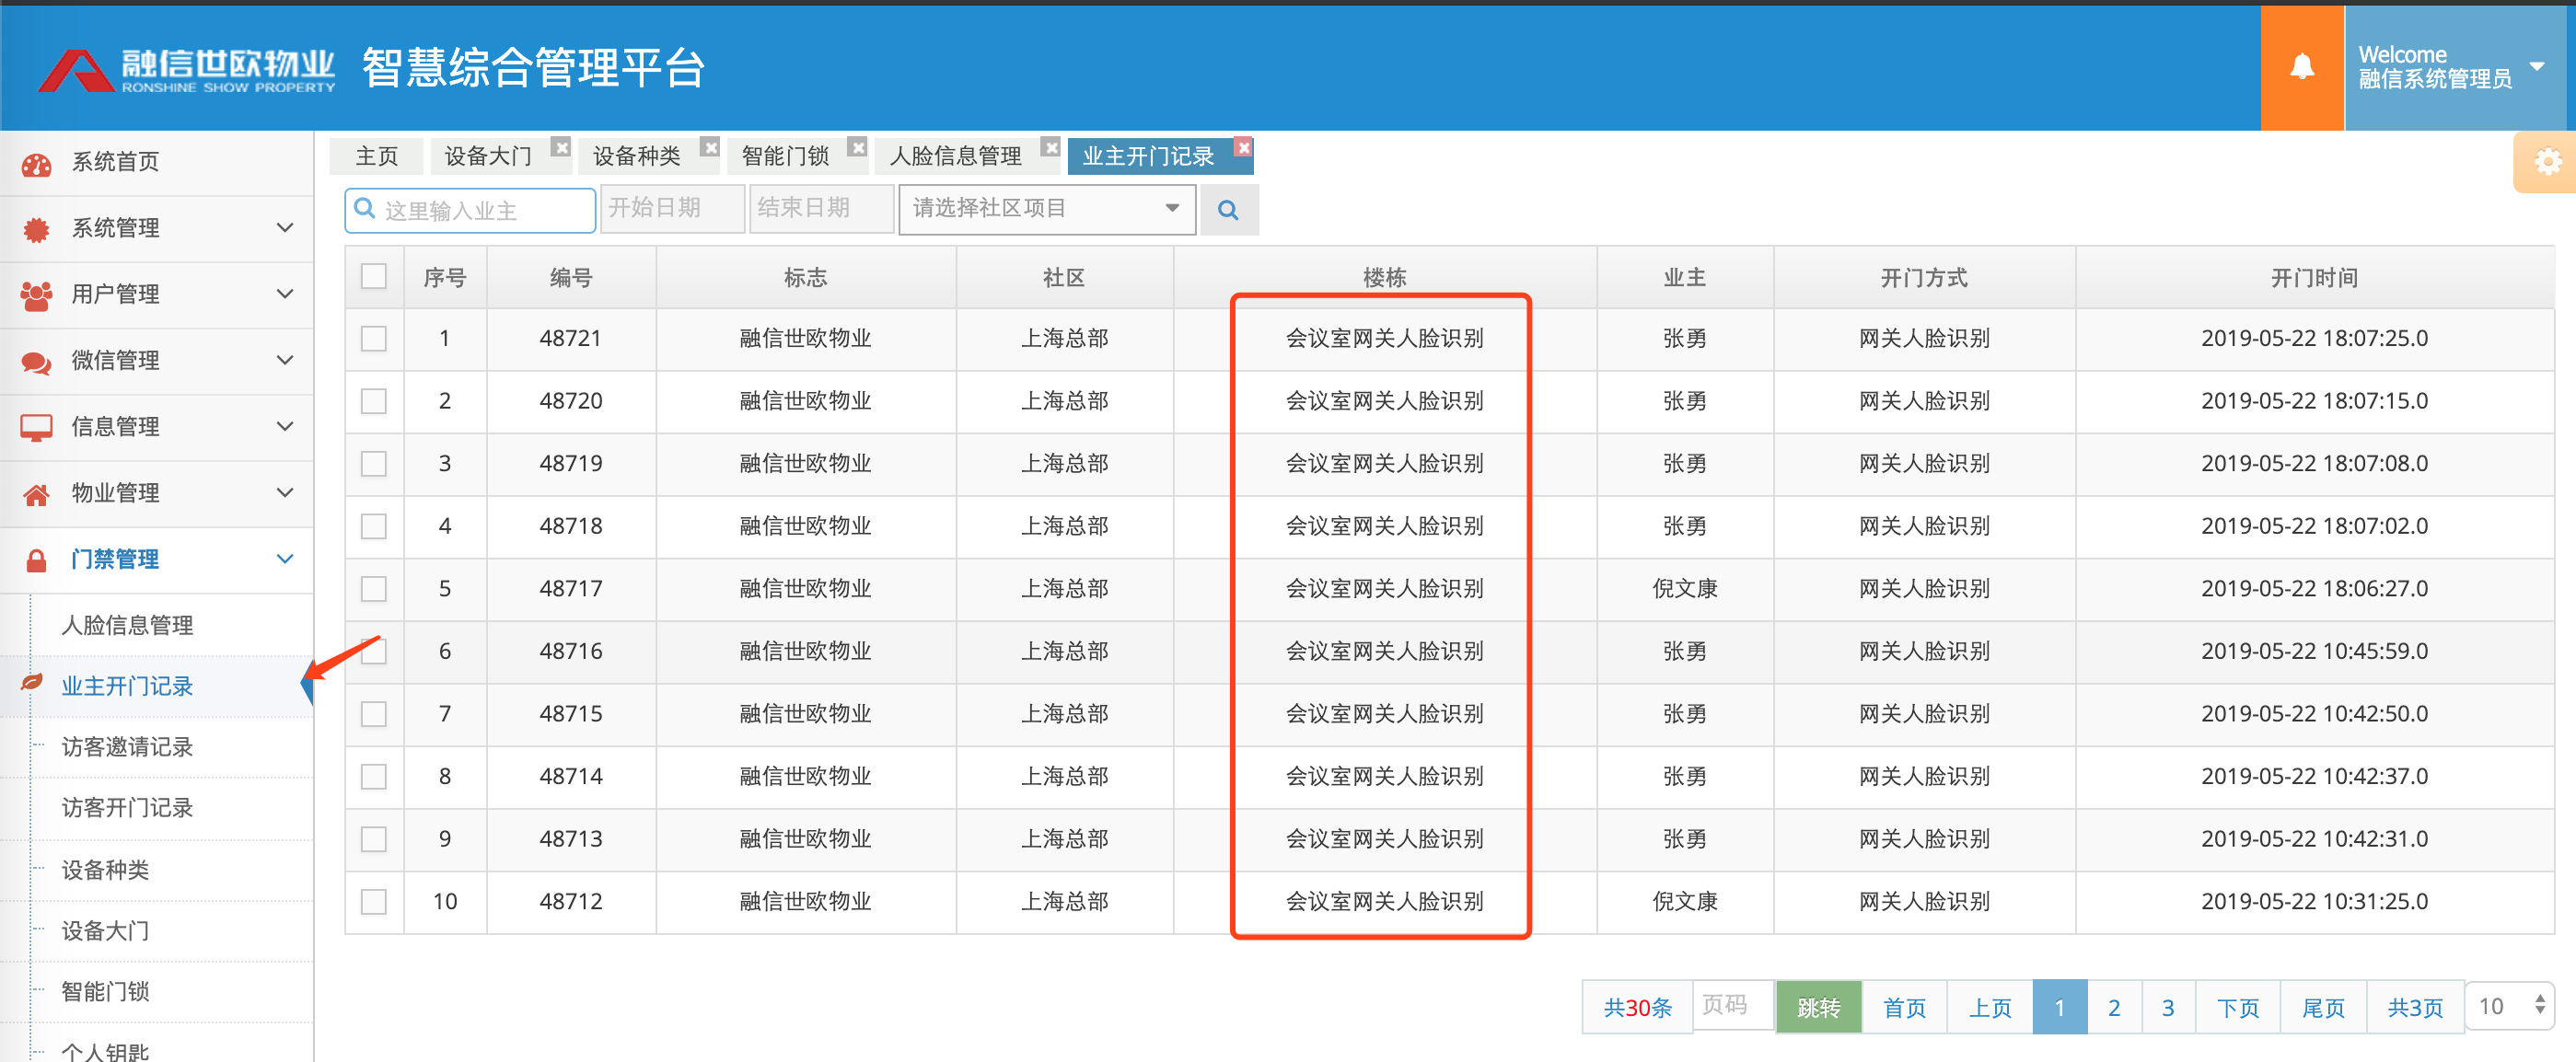 融信世欧物业
RONSHINE SHOW PROPERTY
智慧综合管理平台
Welcome
融信系统管理员
系统首页
系统管理
用户管理
微信管理
信息管理
物业管理
门禁管理
人脸信息管理
业主开门记录
访客邀请记录
访客开门记录
设备种类
设备大门
智能门锁
个人钥匙
主页 设备大门 设备种类 智能门锁 人脸信息管理 业主开门记录
这里输入业主 开始日期 结束日期 请选择社区项目
序号 编号 标志 社区 楼栋 业主 开门方式 开门时间
1 48721 融信世欧物业 上海总部 会议室网关人脸识别 张勇 网关人脸识别 2019-05-22 18:07:25.0
2 48720 融信世欧物业 上海总部 会议室网关人脸识别 张勇 网关人脸识别 2019-05-22 18:07:15.0
3 48719 融信世欧物业 上海总部 会议室网关人脸识别 张勇 网关人脸识别 2019-05-22 18:07:08.0
4 48718 融信世欧物业 上海总部 会议室网关人脸识别 张勇 网关人脸识别 2019-05-22 18:07:02.0
5 48717 融信世欧物业 上海总部 会议室网关人脸识别 倪文康 网关人脸识别 2019-05-22 18:06:27.0
6 48716 融信世欧物业 上海总部 会议室网关人脸识别 张勇 网关人脸识别 2019-05-22 10:45:59.0
7 48715 融信世欧物业 上海总部 会议室网关人脸识别 张勇 网关人脸识别 2019-05-22 10:42:50.0
8 48714 融信世欧物业 上海总部 会议室网关人脸识别 张勇 网关人脸识别 2019-05-22 10:42:37.0
9 48713 融信世欧物业 上海总部 会议室网关人脸识别 张勇 网关人脸识别 2019-05-22 10:42:31.0
10 48712 融信世欧物业 上海总部 会议室网关人脸识别 倪文康 网关人脸识别 2019-05-22 10:31:25.0
共30条 页码 跳转 首页 上页 1 2 3 下页 尾页 共3页 10